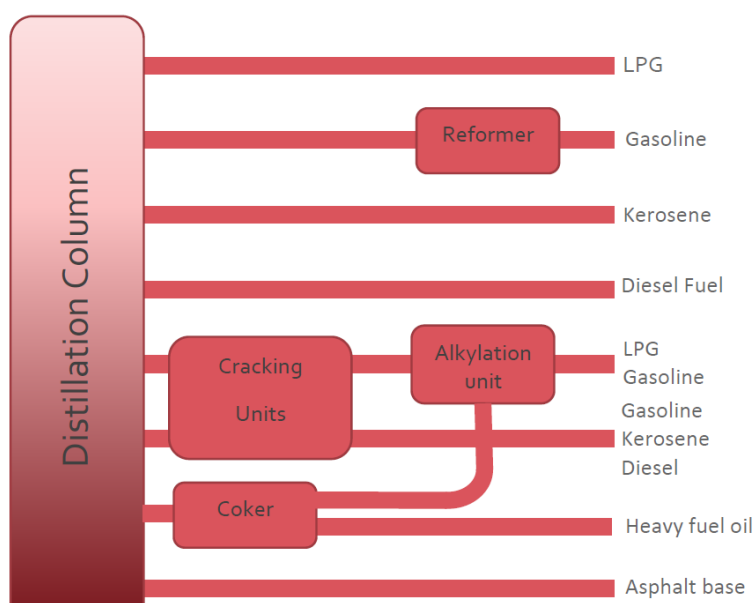 Distillation Column
LPG
Reformer
Gasoline
Kerosene
Diesel Fuel
Cracking
Units
Alkylation
unit
LPG
Gasoline
Gasoline
Kerosene
Diesel
Coker
Heavy fuel oil
Asphalt base